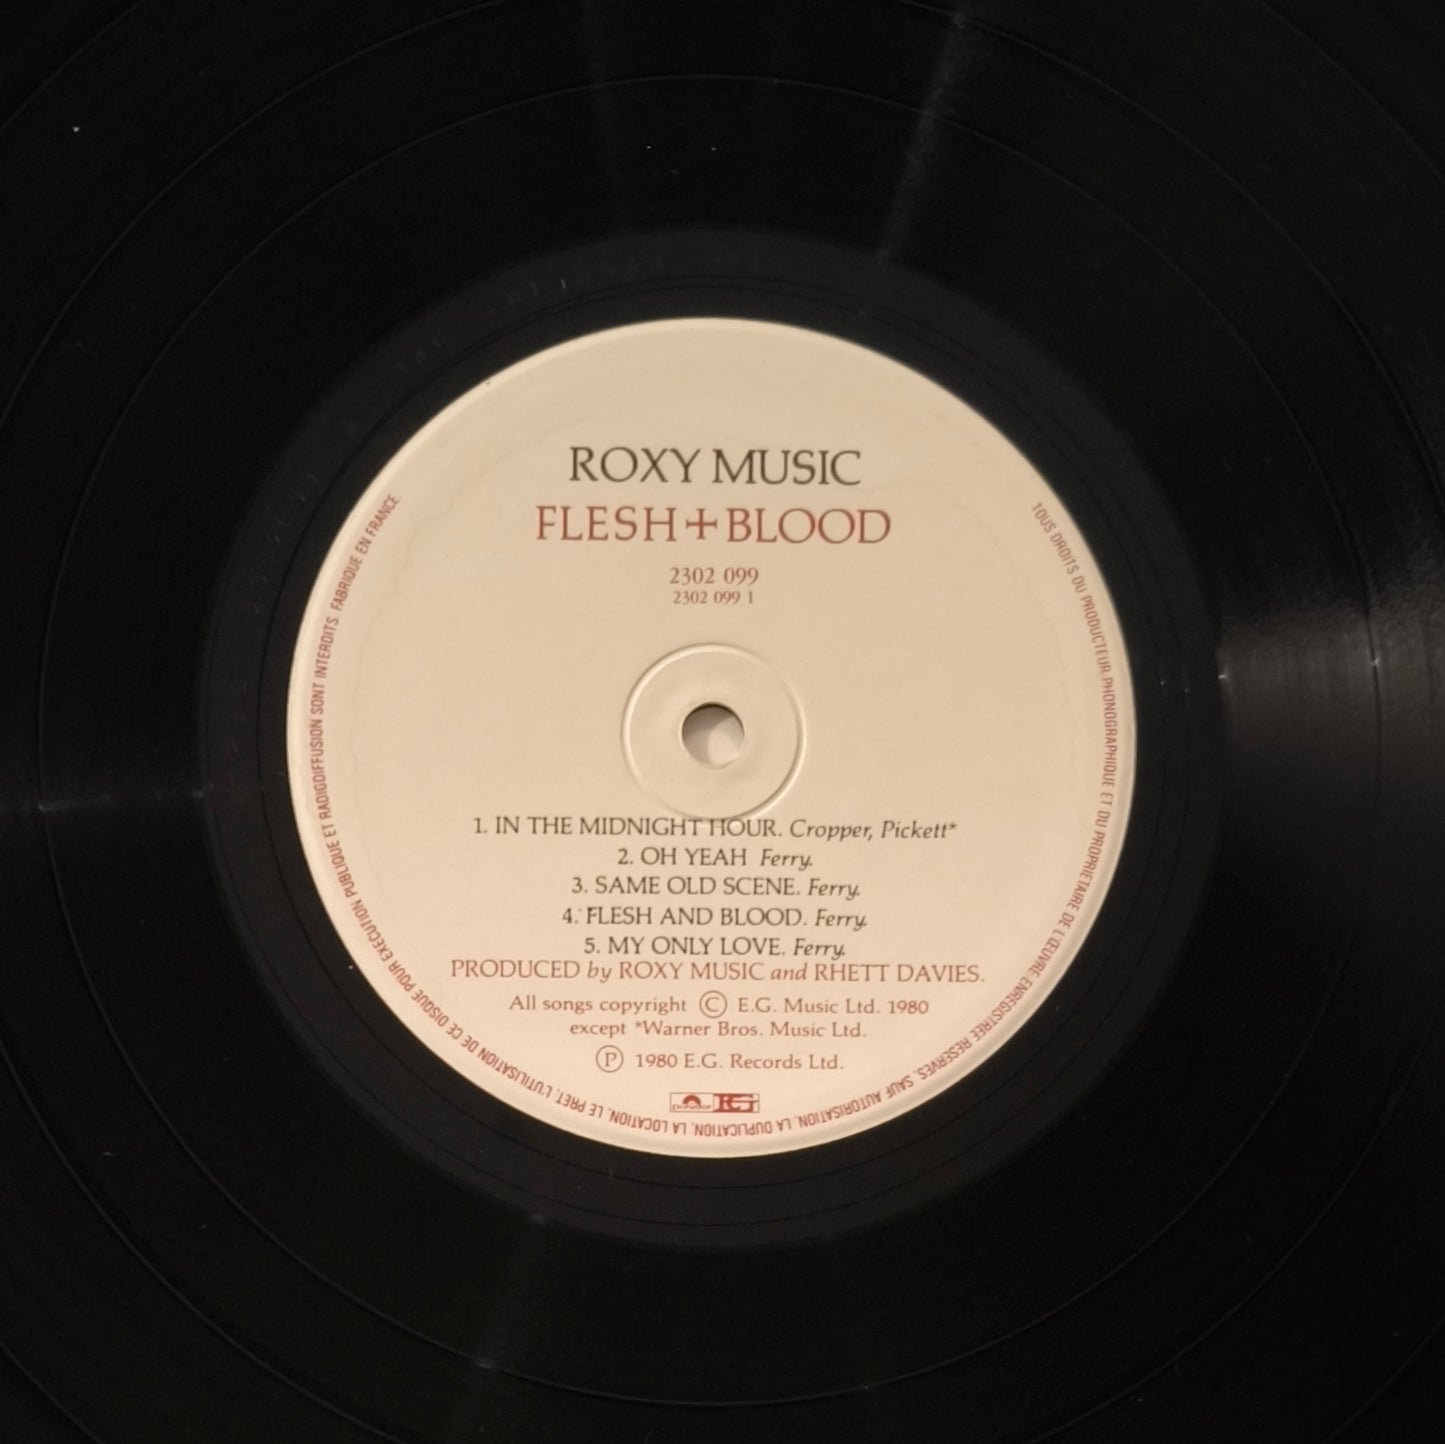 ROXY MUSIC
FLESH+BLOOD
2302 099
2302 099 1
1. IN THE MIDNIGHT HOUR. Cropper, Pickett*
2. OH YEAH Ferry.
3. SAME OLD SCENE. Ferry.
4. FLESH AND BLOOD. Ferry.
5. MY ONLY LOVE. Ferry.
PRODUCED by ROXY MUSIC and RHETT DAVIES.
All songs copyright © E.G. Music Ltd. 1980
except *Warner Bros. Music Ltd.
℗ 1980 E.G. Records Ltd.
polydor EG
TOUS DROITS DU PRODUCTEUR PHONOGRAPHIQUE ET DU PROPRIETAIRE DE L'ŒUVRE ENREGISTREE RESERVES. SAUF AUTORISATION, LA DUPLICATION, LA LOCATION, LE PRET, L'UTILISATION DE CE DISQUE POUR EXECUTION PUBLIQUE ET RADIODIFFUSION SONT INTERDITS. FABRIQUE EN FRANCE